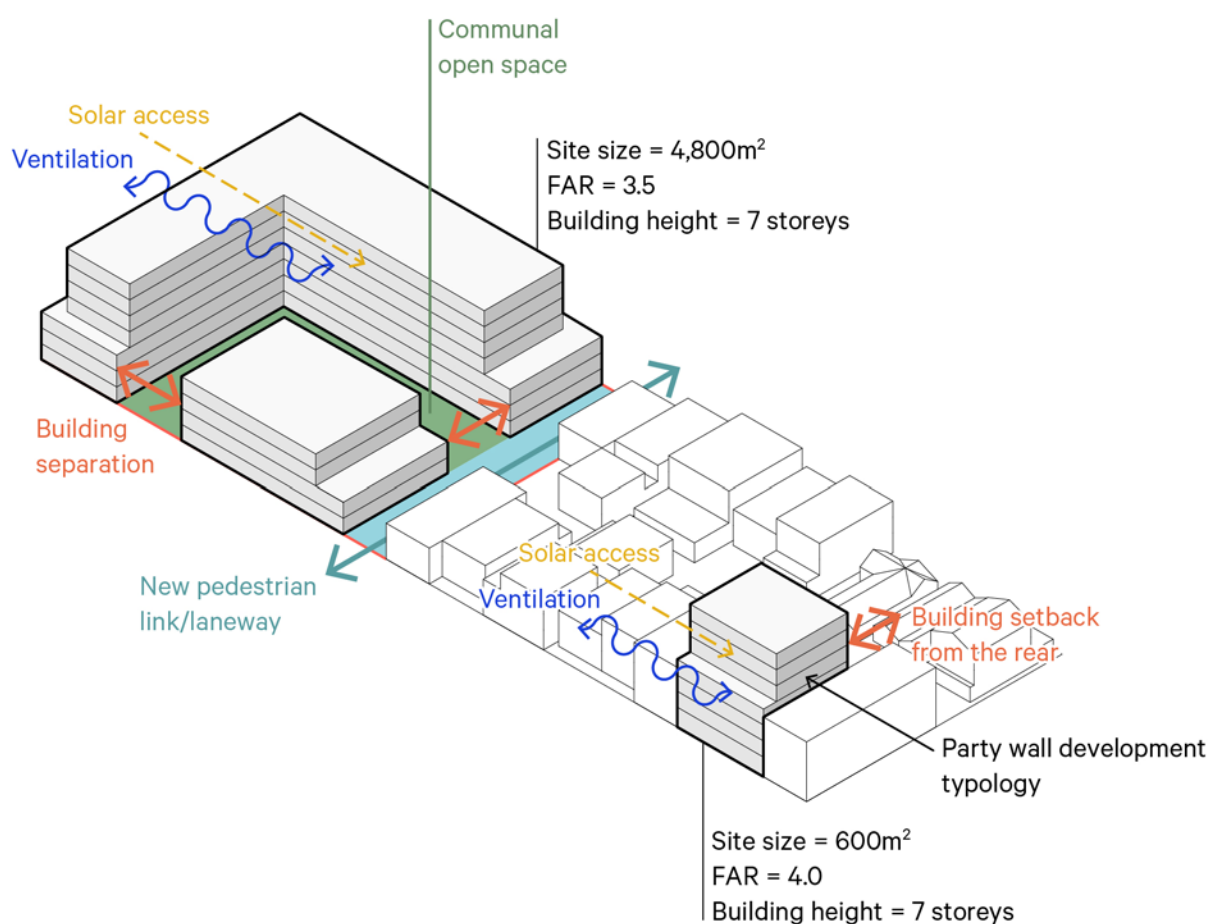 Communal
open space
Solar access
Ventilation
Site size = 4,800m²
FAR = 3.5
Building height = 7 storeys
Building
separation
New pedestrian
link/laneway
Solar access
Ventilation
Building setback
from the rear
Party wall development
typology
Site size = 600m²
FAR = 4.0
Building height = 7 storeys